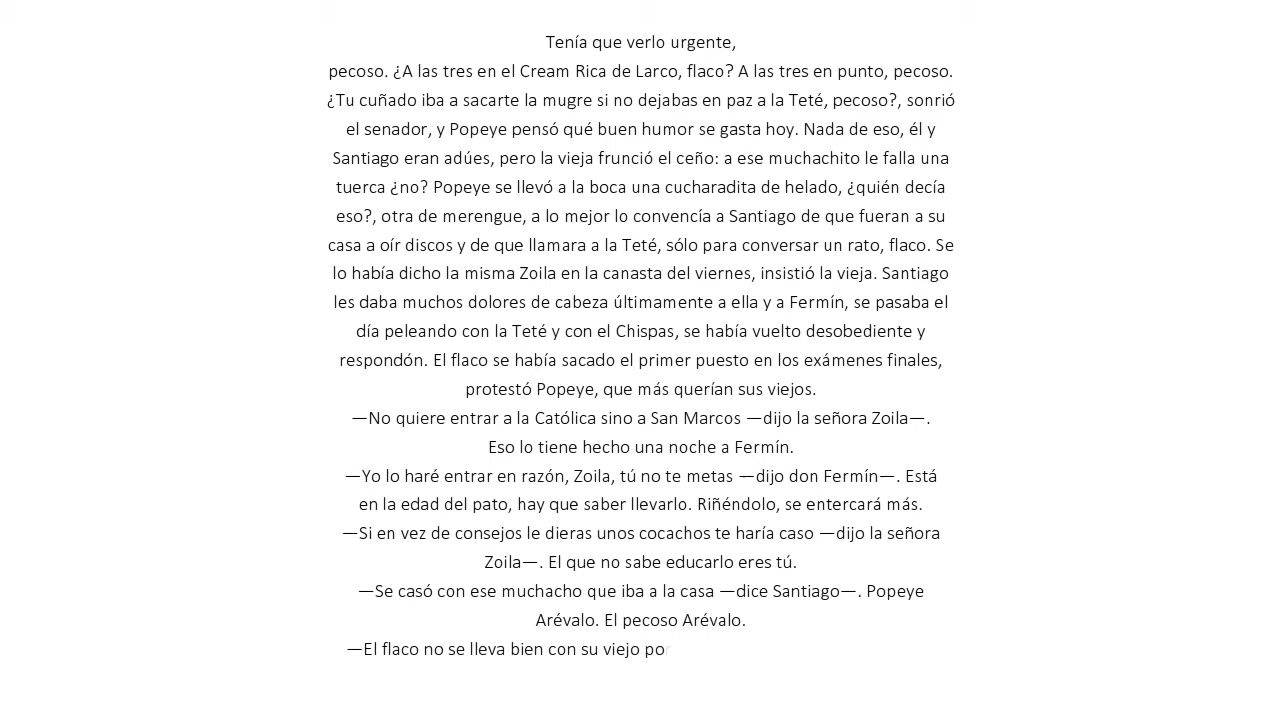 Tenía que verlo urgente,
pecoso. ¿A las tres en el Cream Rica de Larco, flaco? A las tres en punto, pecoso.
¿Tu cuñado iba a sacarte la mugre si no dejabas en paz a la Teté, pecoso?, sonrió
el senador, y Popeye pensó qué buen humor se gasta hoy. Nada de eso, él y
Santiago eran adúes, pero la vieja frunció el ceño: a ese muchachito le falla una
tuerca ¿no? Popeye se llevó a la boca una cucharadita de helado, ¿quién decía
eso?, otra de merengue, a lo mejor lo convencía a Santiago de que fueran a su
casa a oír discos y de que llamara a la Teté, sólo para conversar un rato, flaco. Se
lo había dicho la misma Zoila en la canasta del viernes, insistió la vieja. Santiago
les daba muchos dolores de cabeza últimamente a ella y a Fermín, se pasaba el
día peleando con la Teté y con el Chispas, se había vuelto desobediente y
respondón. El flaco se había sacado el primer puesto en los exámenes finales,
protestó Popeye, que más querían sus viejos.
—No quiere entrar a la Católica sino a San Marcos —dijo la señora Zoila—.
Eso lo tiene hecho una noche a Fermín.
—Yo lo haré entrar en razón, Zoila, tú no te metas —dijo don Fermín—. Está
en la edad del pato, hay que saber llevarlo. Riñéndolo, se entercará más.
—Si en vez de consejos le dieras unos cocachos te haría caso —dijo la señora
Zoila—. El que no sabe educarlo eres tú.
—Se casó con ese muchacho que iba a la casa —dice Santiago—. Popeye
Arévalo. El pecoso Arévalo.
—El flaco no se lleva bien con su viejo por